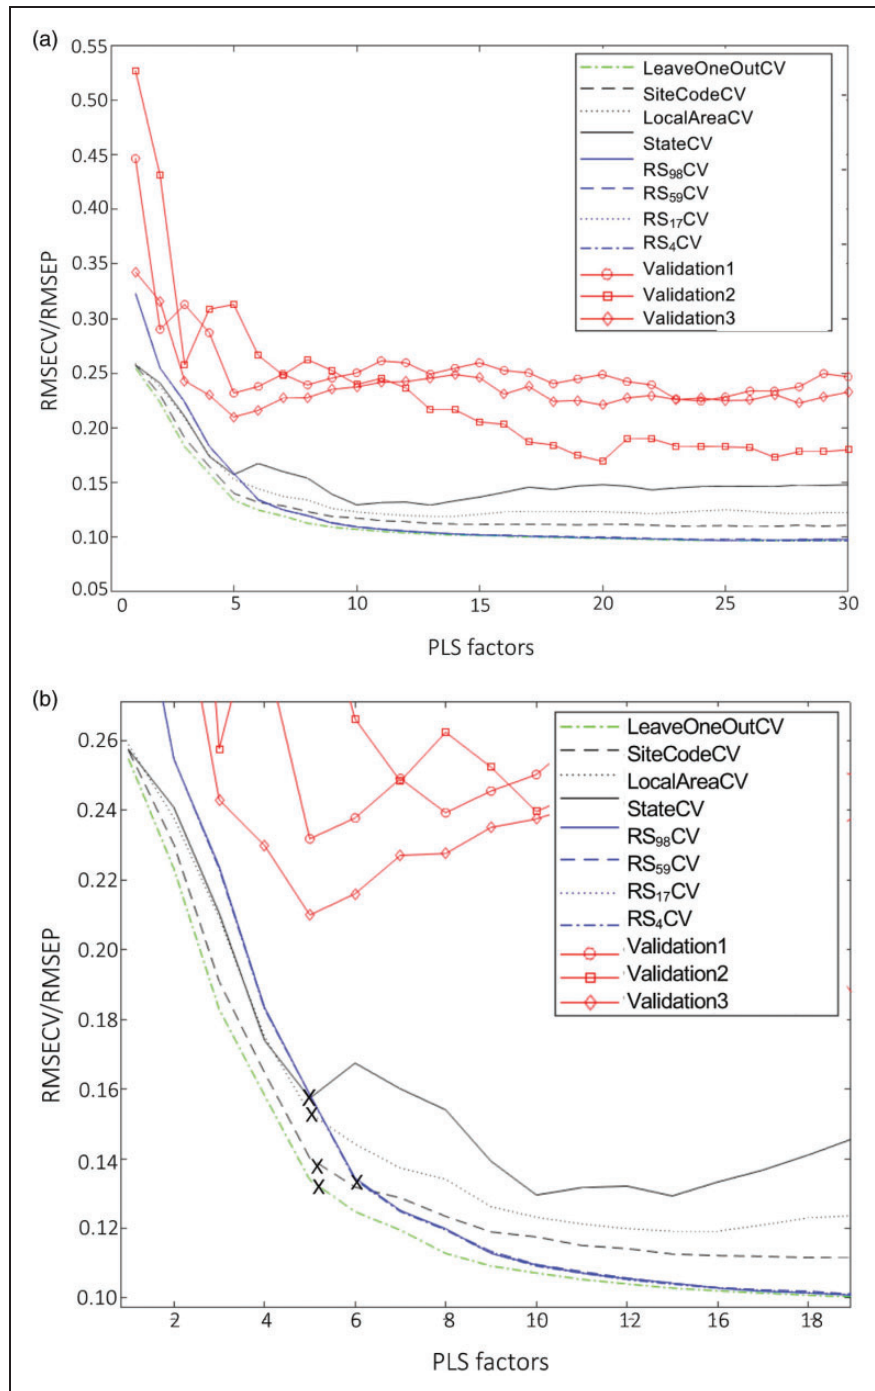 (a)
0.55
0.50
0.45
0.40
0.35
0.30
0.25
0.20
0.15
0.10
0.05
RMSECV/RMSEP
LeaveOneOutCV
SiteCodeCV
LocalAreaCV
StateCV
RS₉₈CV
RS₅₉CV
RS₁₇CV
RS₄CV
Validation1
Validation2
Validation3
0 5 10 15 20 25 30
PLS factors
(b)
0.26
0.24
0.22
0.20
0.18
0.16
0.14
0.12
0.10
RMSECV/RMSEP
LeaveOneOutCV
SiteCodeCV
LocalAreaCV
StateCV
RS₉₈CV
RS₅₉CV
RS₁₇CV
RS₄CV
Validation1
Validation2
Validation3
X
X
X
X
X
2 4 6 8 10 12 14 16 18
PLS factors